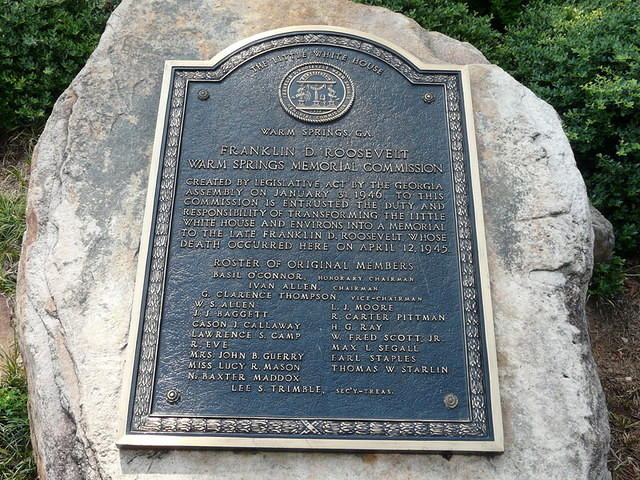 THE LITTLE WHITE HOUSE
WARM SPRINGS, GA.
FRANKLIN D. ROOSEVELT
WARM SPRINGS MEMORIAL COMMISSION
CREATED BY LEGISLATIVE ACT BY THE GEORGIA
ASSEMBLY ON JANUARY 31, 1946 TO THIS
COMMISSION IS ENTRUSTED THE DUTY AND
RESPONSIBILITY OF TRANSFORMING THE LITTLE
WHITE HOUSE AND ENVIRONS INTO A MEMORIAL
TO THE LATE FRANKLIN D. ROOSEVELT WHOSE
DEATH OCCURRED HERE ON APRIL 12, 1945.
ROSTER OF ORIGINAL MEMBERS
BASIL O'CONNOR, HONORARY CHAIRMAN
IVAN ALLEN, CHAIRMAN
G. CLARENCE THOMPSON, VICE-CHAIRMAN
W. S. ALLEN
J. J. BAGGETT
CASON J. CALLAWAY
LAWRENCE S. CAMP
R. EVE
MRS JOHN B. GUERRY
MISS LUCY R. MASON
N. BAXTER MADDOX
L. J. MOORE
R. CARTER PITTMAN
H. G. RAY
W. FRED SCOTT, JR.
MAX L. SEGALL
EARL STAPLES
THOMAS W. STARLIN
LEE S. TRIMBLE, SEC'Y-TREAS.